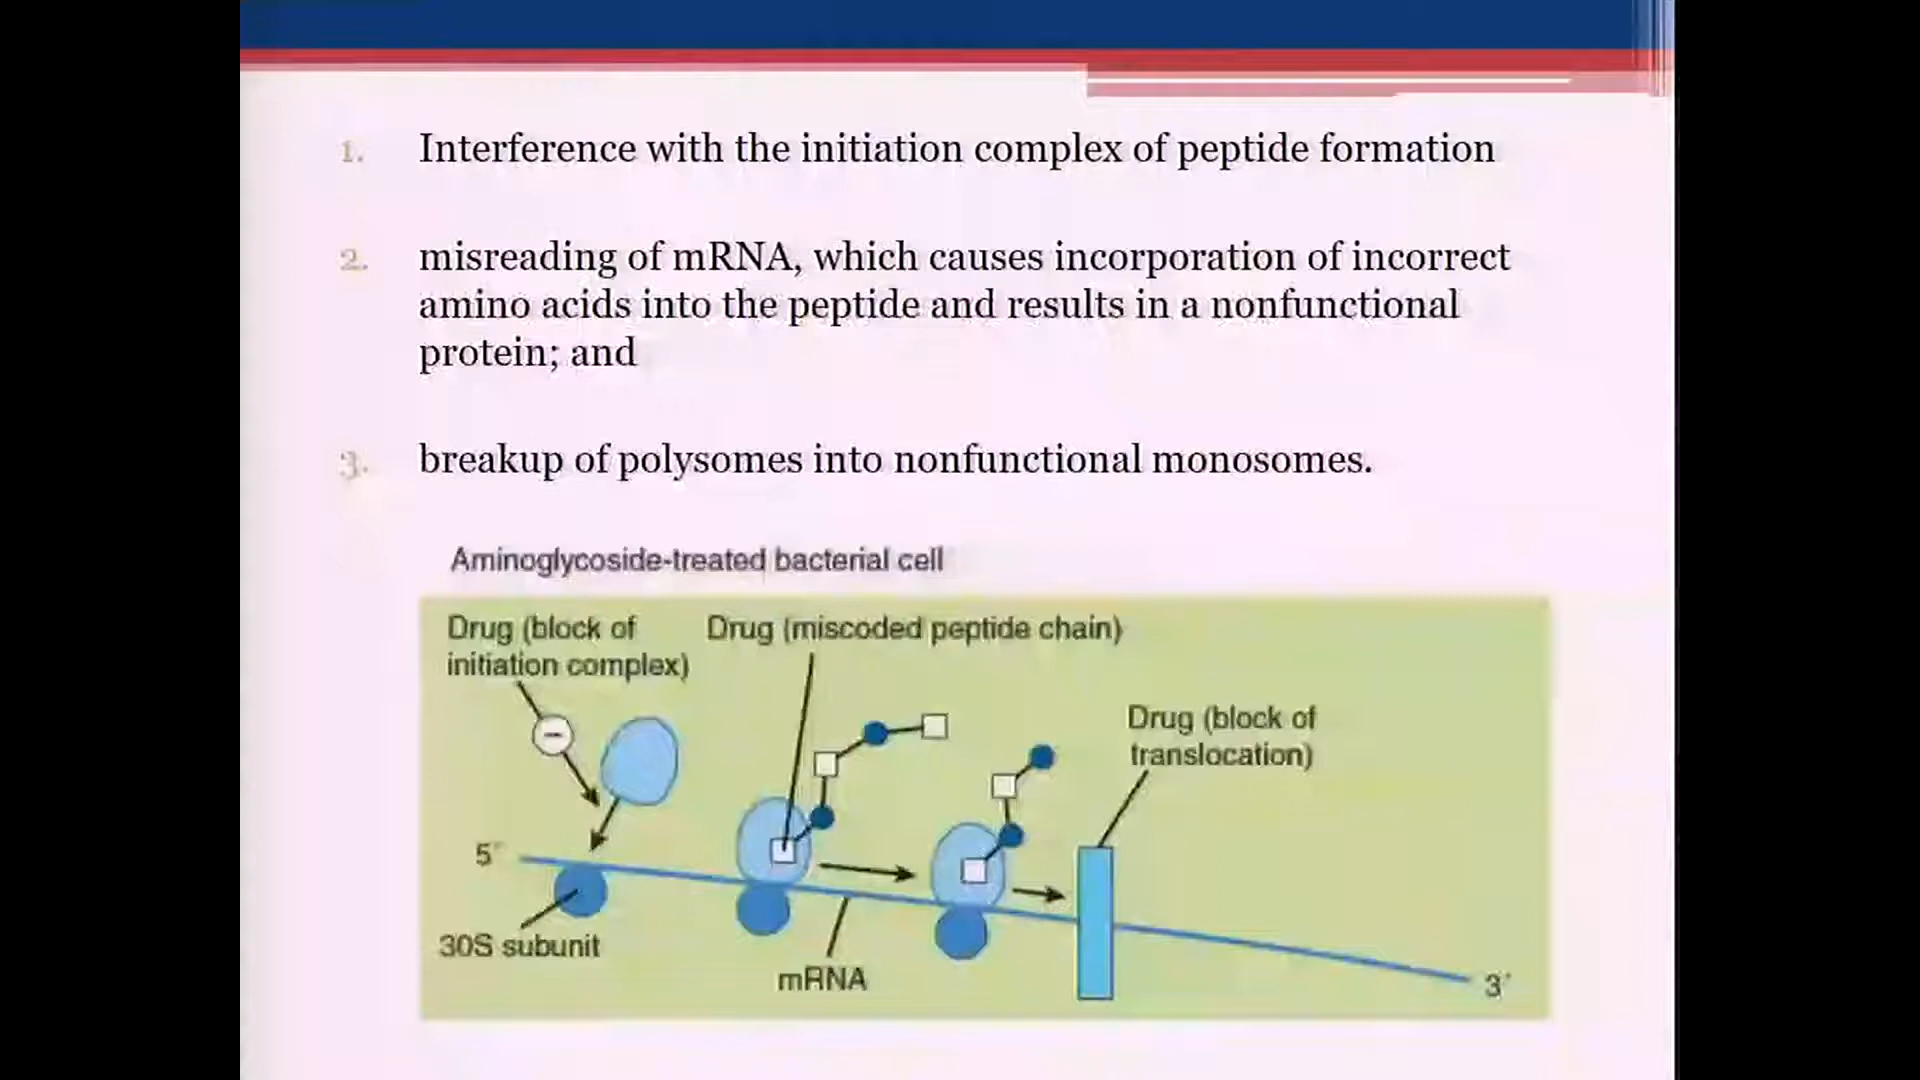 1. Interference with the initiation complex of peptide formation
2. misreading of mRNA, which causes incorporation of incorrect
amino acids into the peptide and results in a nonfunctional
protein; and
3. breakup of polysomes into nonfunctional monosomes.
Aminoglycoside-treated bacterial cell
Drug (block of
initiation complex)
Drug (miscoded peptide chain)
Drug (block of
translocation)
5'
30S subunit
mRNA
3'